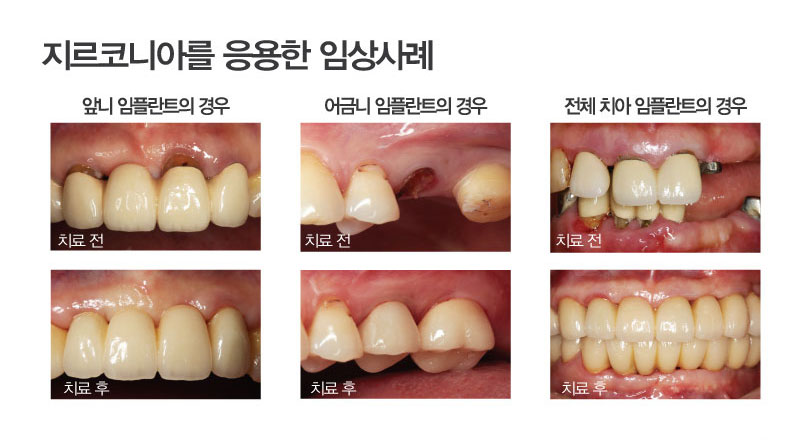 지르코니아를 응용한 임상사례
앞니 임플란트의 경우
어금니 임플란트의 경우
전체 치아 임플란트의 경우
치료 전
치료 전
치료 전
치료 후
치료 후
치료 후